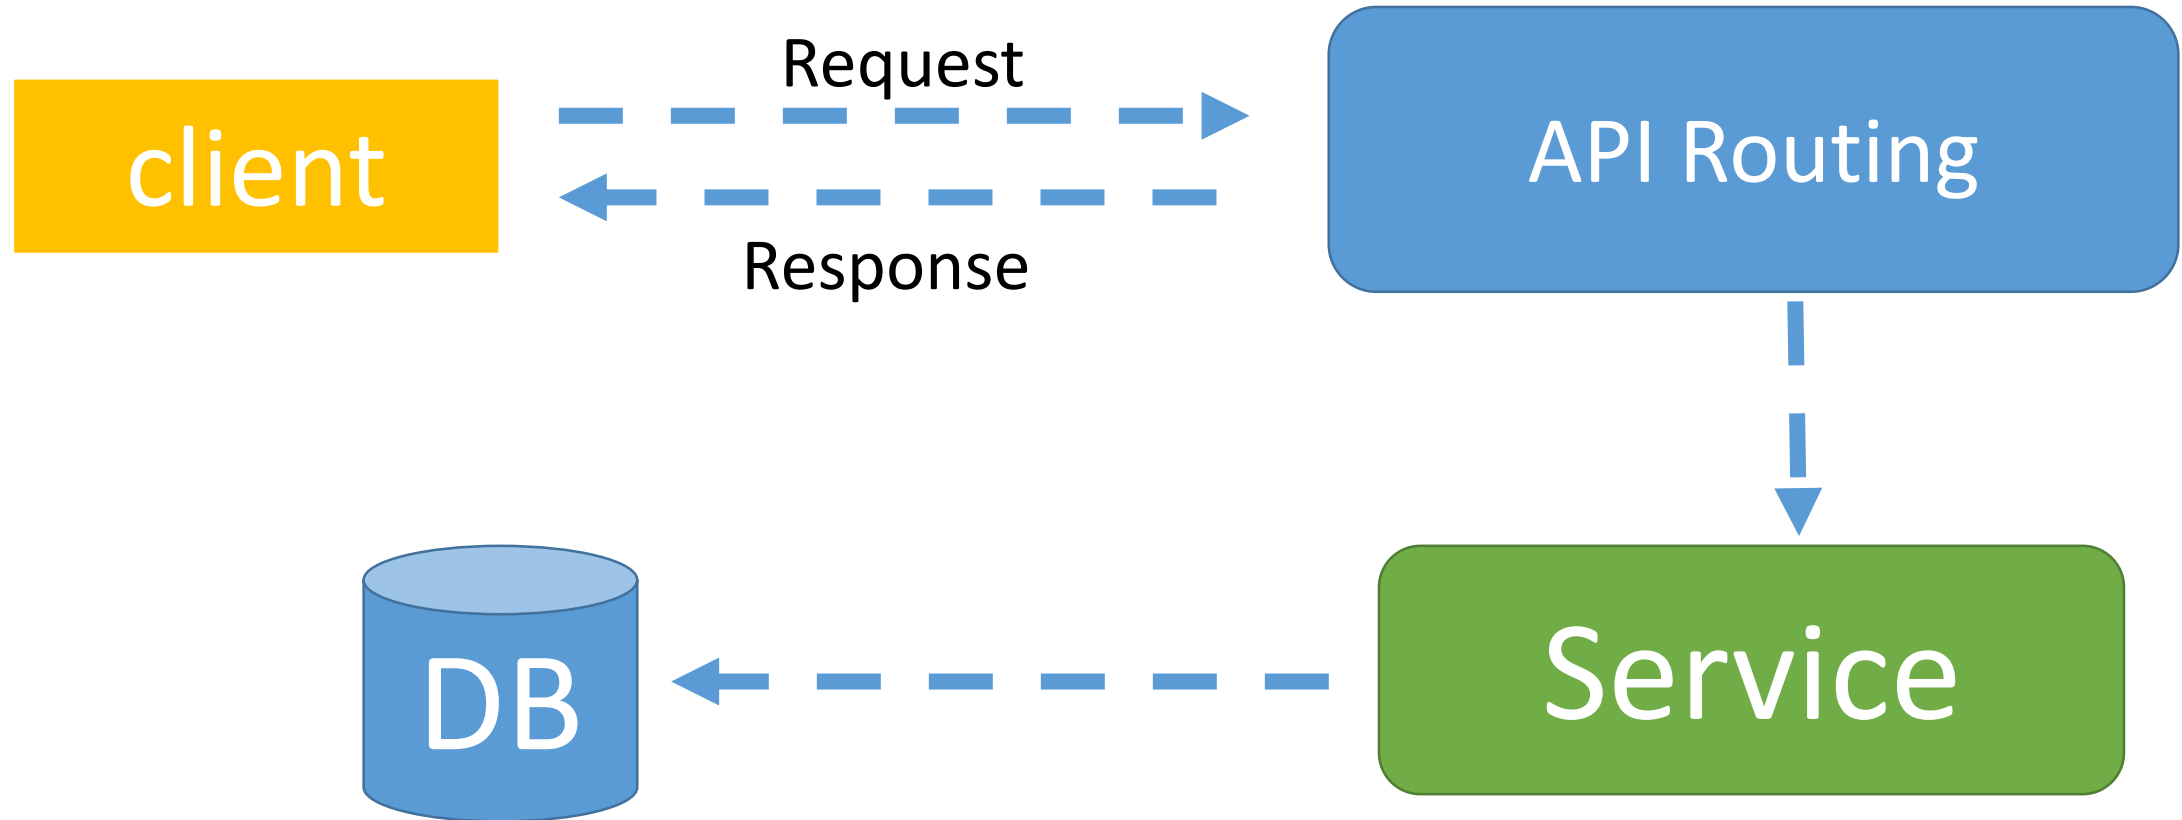 Request
client
API Routing
Response
Service
DB